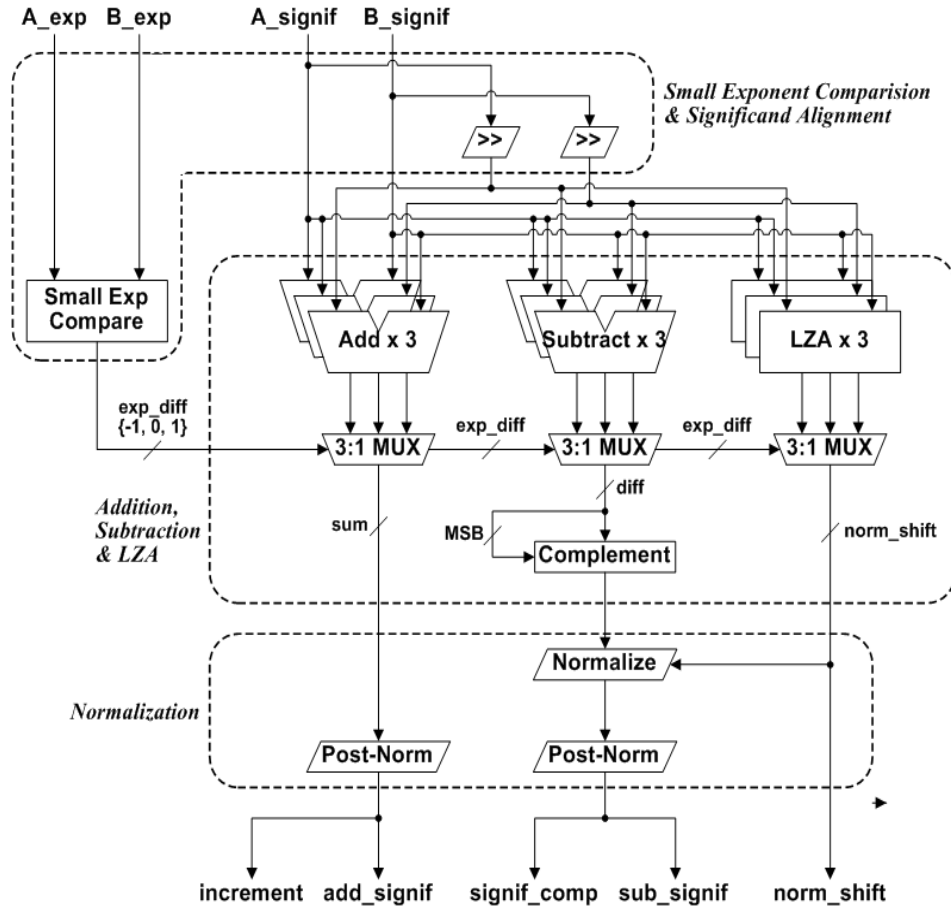 A_exp B_exp A_signif B_signif
Small Exponent Comparision
& Significand Alignment
>> >>
Small Exp
Compare
Add x 3 Subtract x 3 LZA x 3
exp_diff
{-1, 0, 1}
exp_diff exp_diff
3:1 MUX 3:1 MUX 3:1 MUX
diff
Addition,
Subtraction
& LZA
sum MSB norm_shift
Complement
Normalize
Normalization
Post-Norm Post-Norm
increment add_signif signif_comp sub_signif norm_shift